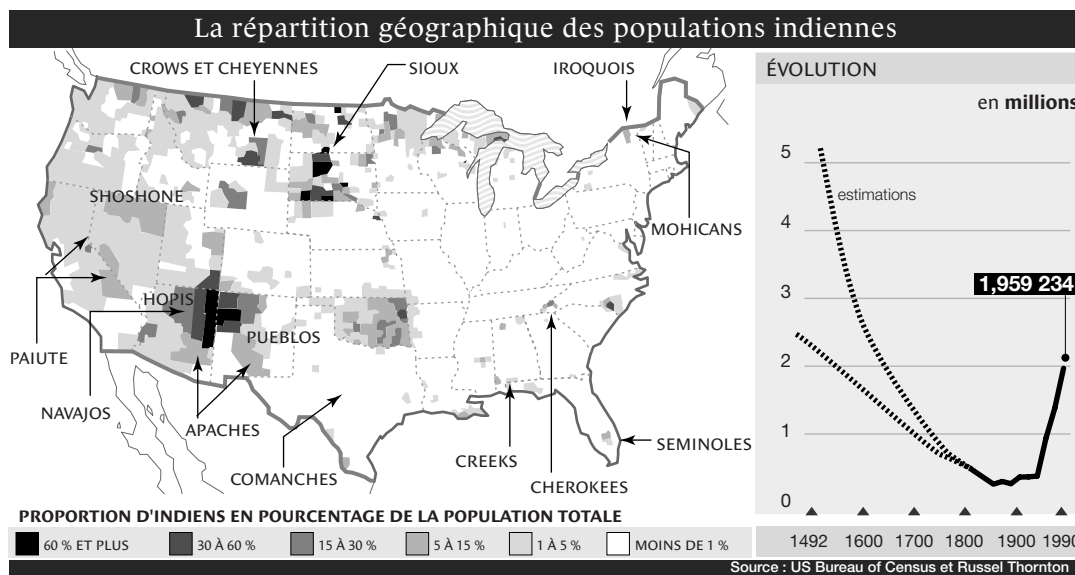 La répartition géographique des populations indiennes
CROWS ET CHEYENNES
SIOUX
IROQUOIS
SHOSHONE
MOHICANS
HOPIS
PUEBLOS
PAIUTE
NAVAJOS
APACHES
COMANCHES
CREEKS
CHEROKEES
SEMINOLES
PROPORTION D'INDIENS EN POURCENTAGE DE LA POPULATION TOTALE
60 % ET PLUS
30 À 60 %
15 À 30 %
5 À 15 %
1 À 5 %
MOINS DE 1 %
ÉVOLUTION
en millions
5
estimations
4
1,959 234
3
2
1
0
1492 1600 1700 1800 1900 1990
Source : US Bureau of Census et Russel Thornton